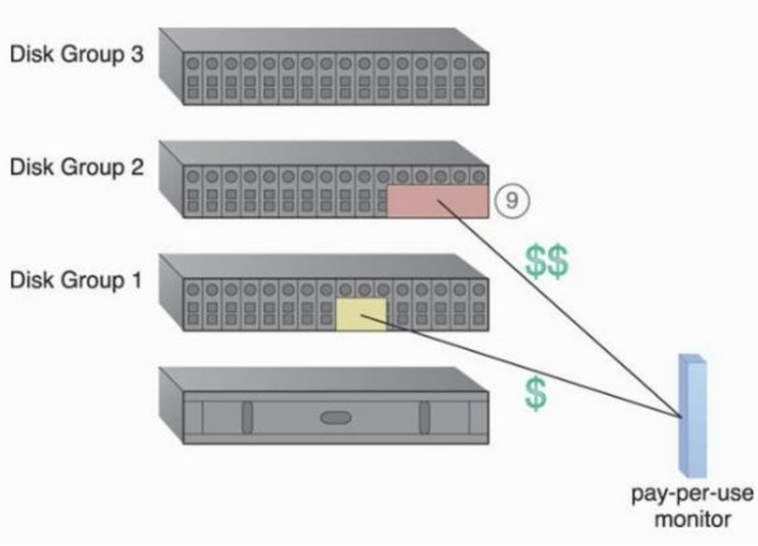 Disk Group 3
Disk Group 2
9
$$
Disk Group 1
$
pay-per-use
monitor